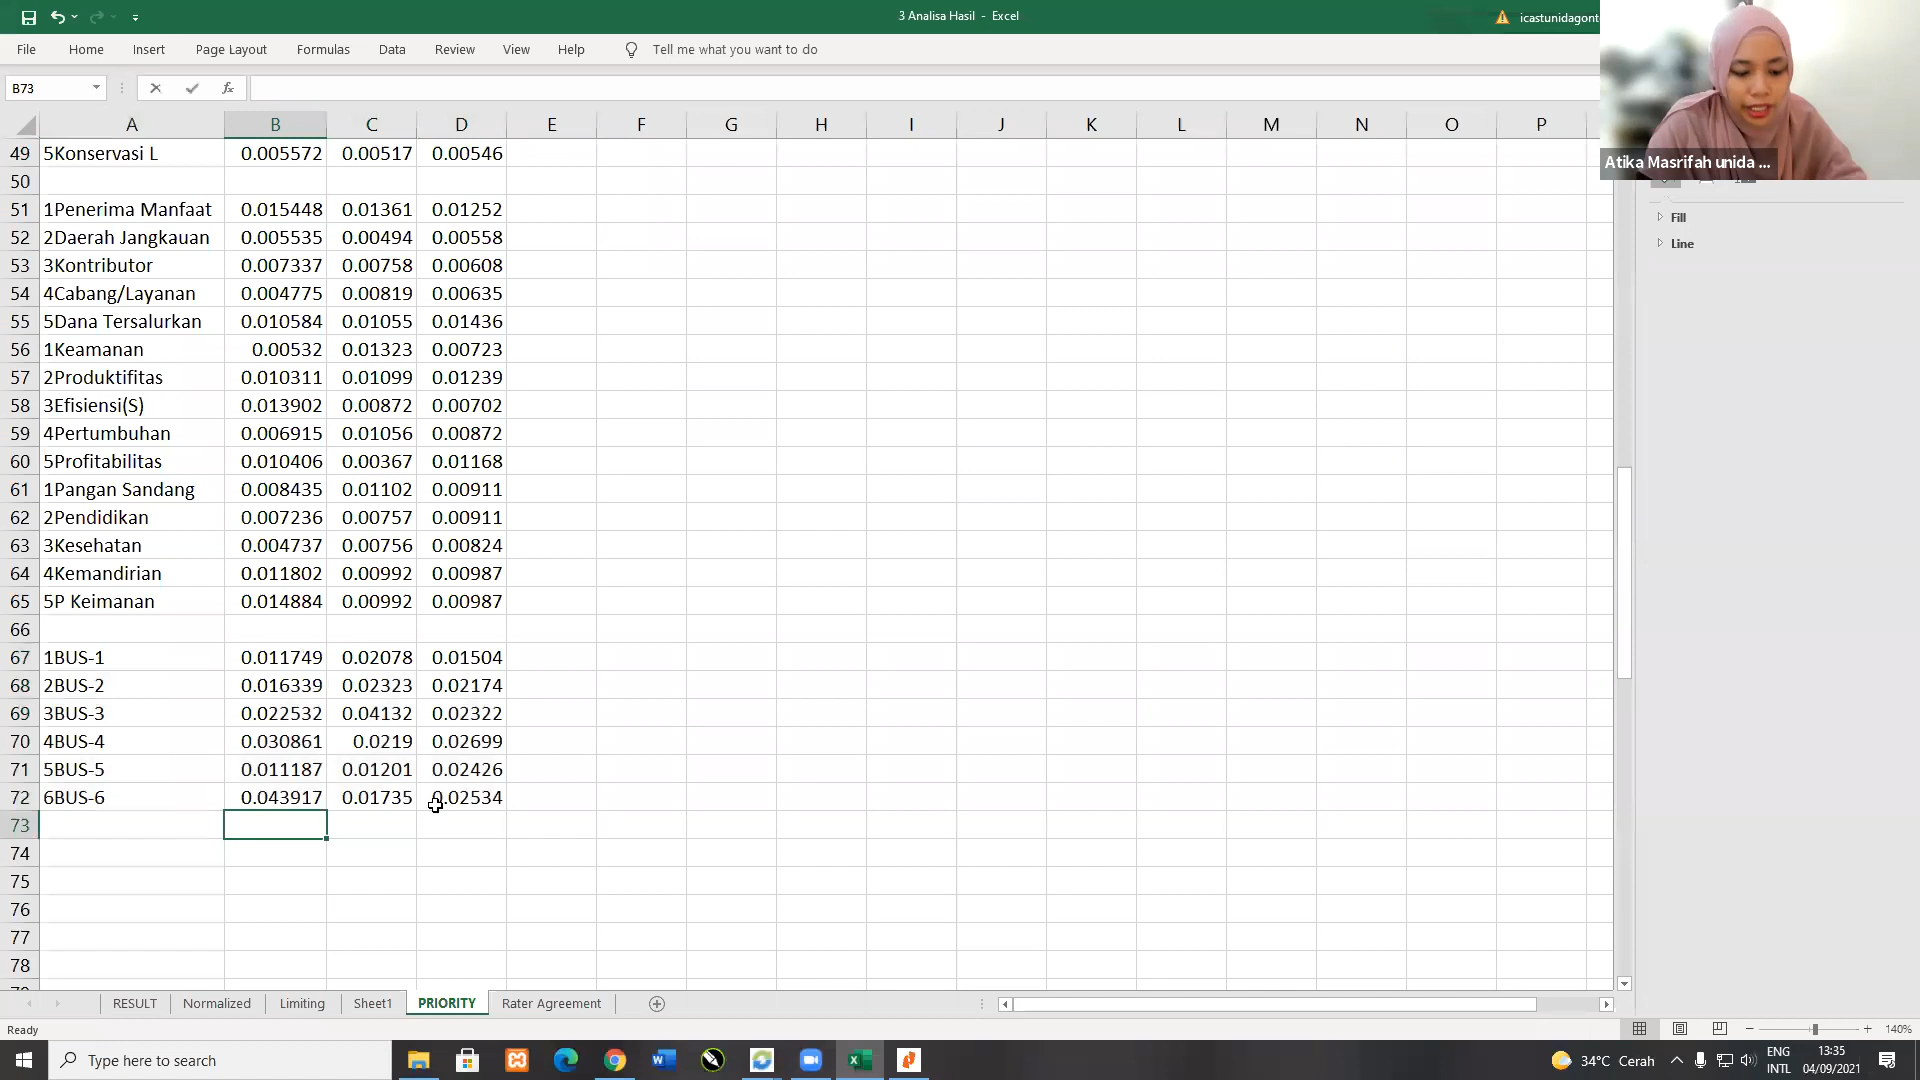 3 Analisa Hasil - Excel
icastunidagont
File Home Insert Page Layout Formulas Data Review View Help Tell me what you want to do
B73 fx
A B C D E F G H I J K L M N O P
Atika Masrifah unida ...
Fill
Line
49 5Konservasi L 0.005572 0.00517 0.00546
50
51 1Penerima Manfaat 0.015448 0.01361 0.01252
52 2Daerah Jangkauan 0.005535 0.00494 0.00558
53 3Kontributor 0.007337 0.00758 0.00608
54 4Cabang/Layanan 0.004775 0.00819 0.00635
55 5Dana Tersalurkan 0.010584 0.01055 0.01436
56 1Keamanan 0.00532 0.01323 0.00723
57 2Produktifitas 0.010311 0.01099 0.01239
58 3Efisiensi(S) 0.013902 0.00872 0.00702
59 4Pertumbuhan 0.006915 0.01056 0.00872
60 5Profitabilitas 0.010406 0.00367 0.01168
61 1Pangan Sandang 0.008435 0.01102 0.00911
62 2Pendidikan 0.007236 0.00757 0.00911
63 3Kesehatan 0.004737 0.00756 0.00824
64 4Kemandirian 0.011802 0.00992 0.00987
65 5P Keimanan 0.014884 0.00992 0.00987
66
67 1BUS-1 0.011749 0.02078 0.01504
68 2BUS-2 0.016339 0.02323 0.02174
69 3BUS-3 0.022532 0.04132 0.02322
70 4BUS-4 0.030861 0.0219 0.02699
71 5BUS-5 0.011187 0.01201 0.02426
72 6BUS-6 0.043917 0.01735 0.02534
73
74
75
76
77
78
RESULT Normalized Limiting Sheet1 PRIORITY Rater Agreement
Ready 140%
Type here to search 34°C Cerah ENG 13:35
INTL 04/09/2021